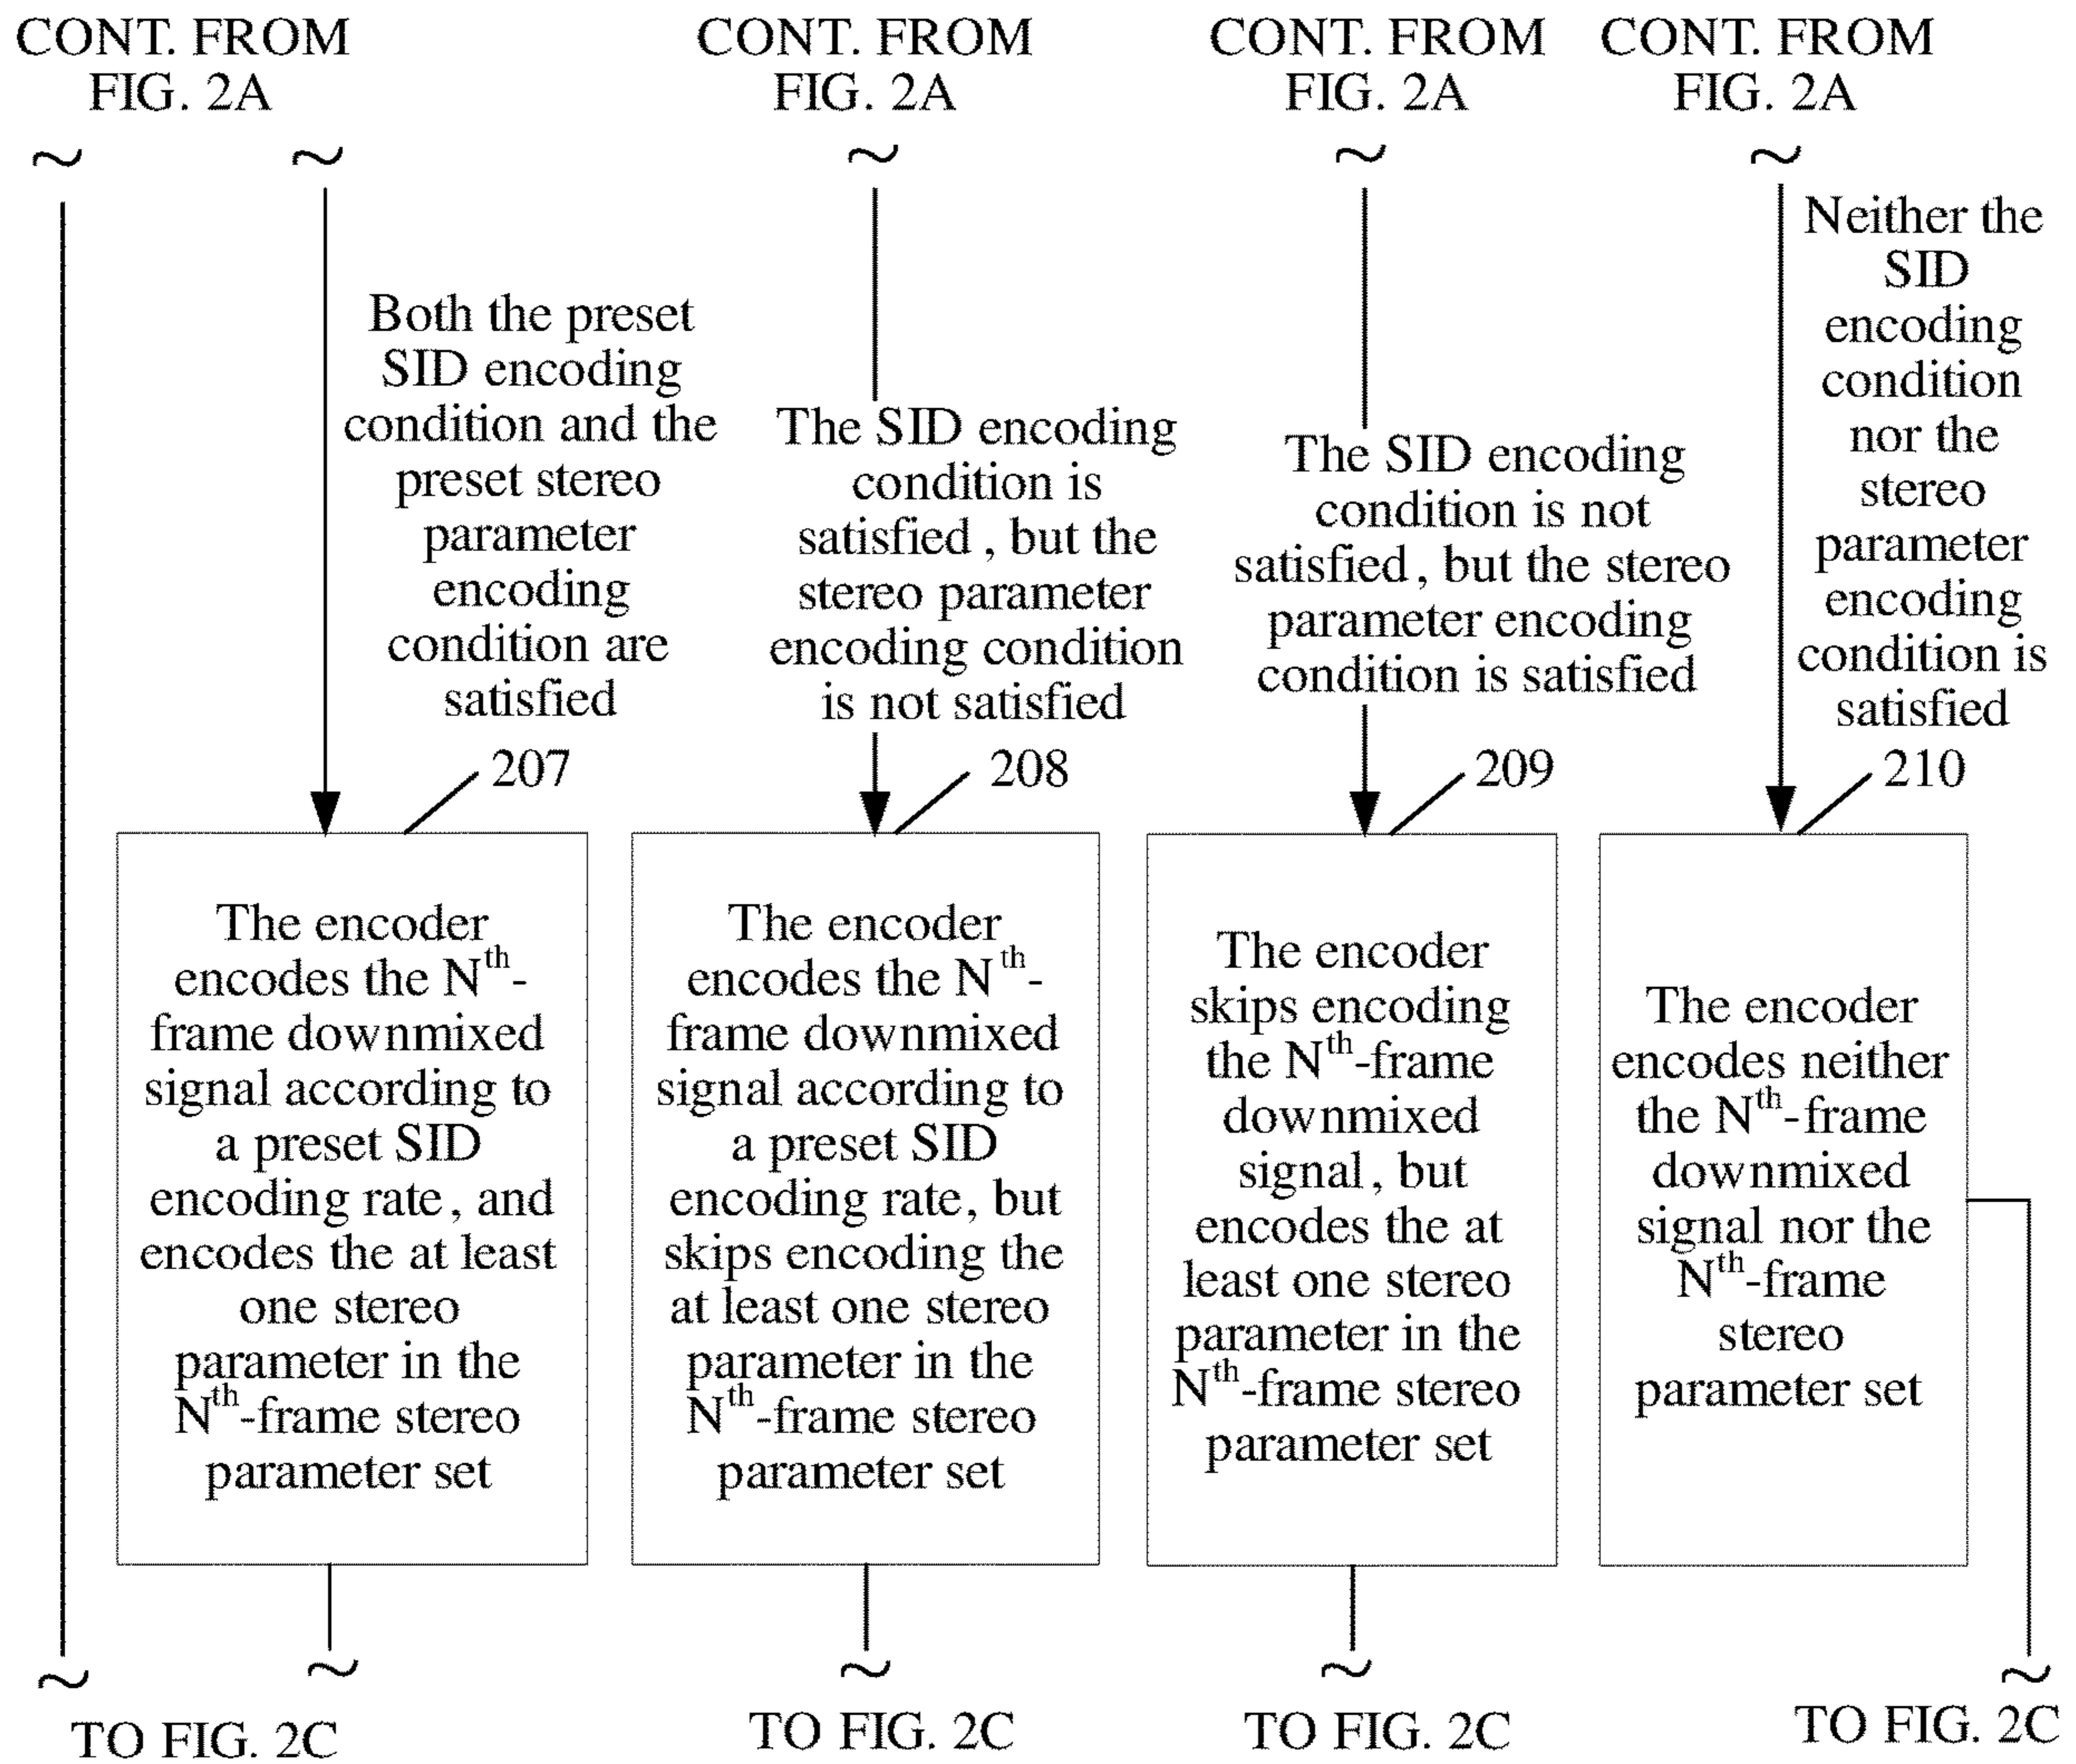 CONT. FROM
FIG. 2A
CONT. FROM
FIG. 2A
CONT. FROM
FIG. 2A
CONT. FROM
FIG. 2A
Both the preset
SID encoding
condition and the
preset stereo
parameter
encoding
condition are
satisfied
The SID encoding
condition is
satisfied, but the
stereo parameter
encoding condition
is not satisfied
The SID encoding
condition is not
satisfied, but the stereo
parameter encoding
condition is satisfied
Neither the
SID
encoding
condition
nor the
stereo
parameter
encoding
condition is
satisfied
207
208
209
210
The encoder
encodes the Nth-
frame downmixed
signal according to
a preset SID
encoding rate, and
encodes the at least
one stereo
parameter in the
Nth-frame stereo
parameter set
The encoder
encodes the Nth-
frame downmixed
signal according to
a preset SID
encoding rate, but
skips encoding the
at least one stereo
parameter in the
Nth-frame stereo
parameter set
The encoder
skips encoding
the Nth-frame
downmixed
signal, but
encodes the at
least one stereo
parameter in the
Nth-frame stereo
parameter set
The encoder
encodes neither
the Nth-frame
downmixed
signal nor the
Nth-frame
stereo
parameter set
TO FIG. 2C
TO FIG. 2C
TO FIG. 2C
TO FIG. 2C